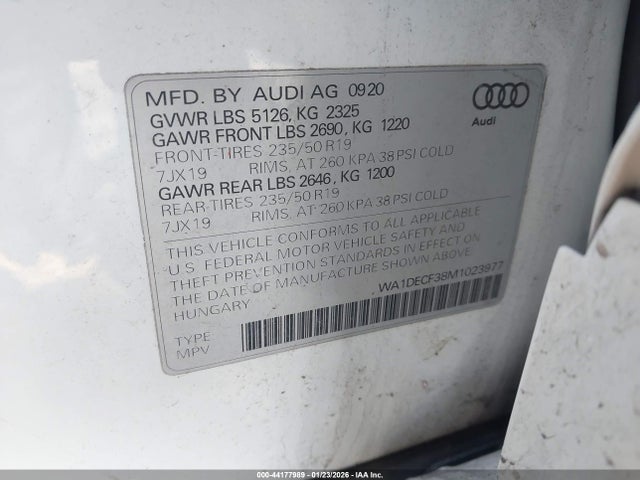 MFD. BY AUDI AG 0920
GVWR LBS 5126, KG 2325
GAWR FRONT LBS 2690, KG 1220
FRONT-TIRES 235/50 R19
7JX19 RIMS, AT 260 KPA 38 PSI COLD
GAWR REAR LBS 2646, KG 1200
REAR-TIRES 235/50 R19
7JX19 RIMS, AT 260 KPA 38 PSI COLD
THIS VEHICLE CONFORMS TO ALL APPLICABLE
U.S. FEDERAL MOTOR VEHICLE SAFETY AND
THEFT PREVENTION STANDARDS IN EFFECT ON
THE DATE OF MANUFACTURE SHOWN ABOVE.
HUNGARY
WA1DECF38M1023977
TYPE
MPV
Audi
000-44177989 - 01/23/2026 - IAA Inc.